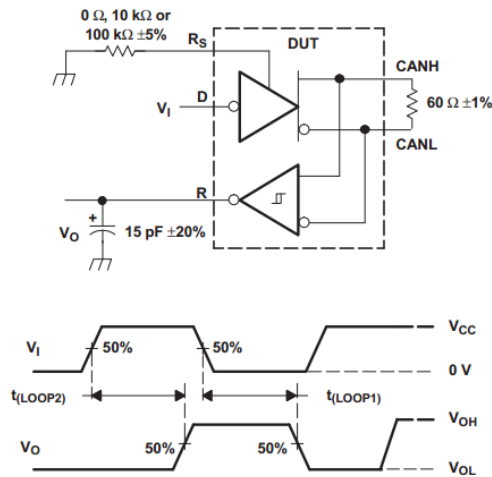 0 Ω, 10 kΩ or
100 kΩ ±5%
RS
DUT
CANH
D
VI
60 Ω ±1%
CANL
R
+
VO
15 pF ±20%
VCC
VI
50%
50%
0 V
t(LOOP2)
t(LOOP1)
VOH
VO
50%
50%
VOL